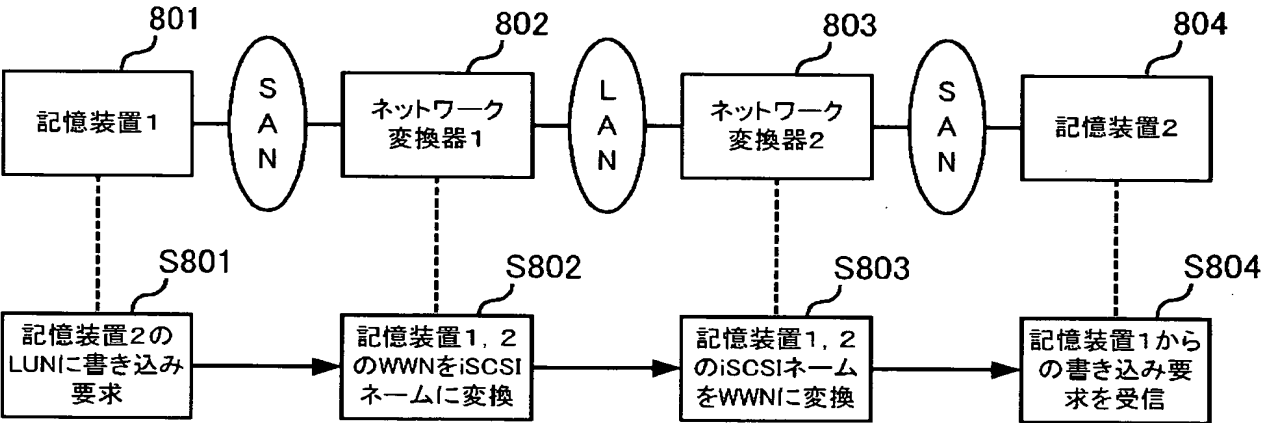 801
802
803
804
記憶装置1
SAN
ネットワーク
変換器1
LAN
ネットワーク
変換器2
SAN
記憶装置2
S801
S802
S803
S804
記憶装置2の
LUNに書き込み
要求
記憶装置1, 2
のWWNをiSCSI
ネームに変換
記憶装置1, 2
のiSCSIネーム
をWWNに変換
記憶装置1から
の書き込み要
求を受信